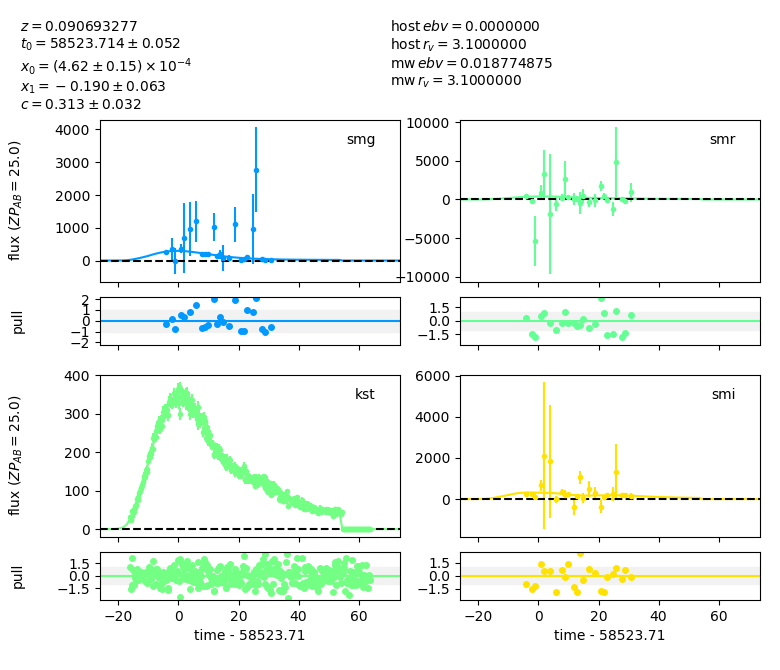 z = 0.090693277
t₀ = 58523.714 ± 0.052
x₀ = (4.62 ± 0.15) × 10⁻⁴
x₁ = −0.190 ± 0.063
c = 0.313 ± 0.032
host ebv = 0.0000000
host rᵥ = 3.1000000
mw ebv = 0.018774875
mw rᵥ = 3.1000000
flux (ZP_AB = 25.0)
4000
3000
2000
1000
0
smg
10000
5000
0
−5000
−10000
smr
pull
2
1
0
−1
−2
1.5
0.0
−1.5
flux (ZP_AB = 25.0)
400
300
200
100
0
kst
6000
4000
2000
0
smi
pull
1.5
0.0
−1.5
1.5
0.0
−1.5
−20 0 20 40 60
time - 58523.71
−20 0 20 40 60
time - 58523.71